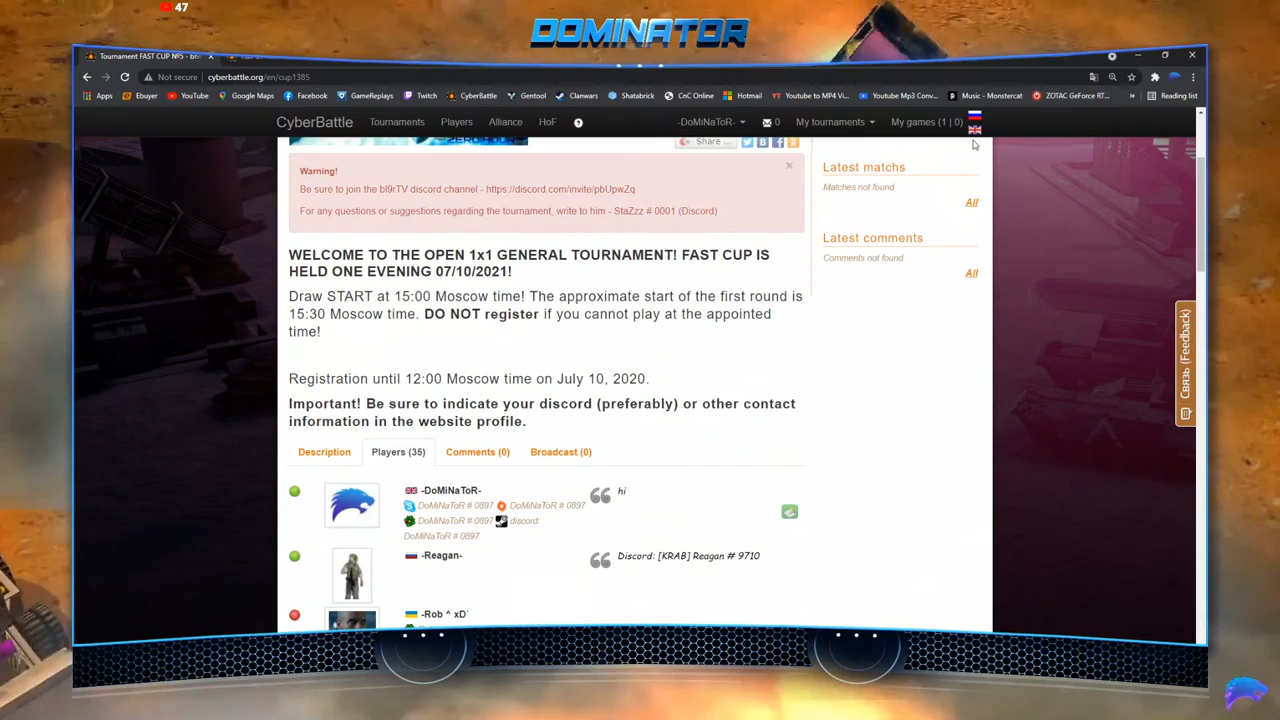 47
DOMINATOR
Tournament FAST CUP №5 - bl9
Not secure cyberbattle.org/en/cup1385
Apps Ebuyer YouTube Google Maps Facebook GameReplays Twitch CyberBattle Gentool Clanwars Shatabrick CnC Online Hotmail Youtube to MP4 Vi... Youtube Mp3 Conv... Music - Monstercat ZOTAC GeForce RT... » Reading list
CyberBattle Tournaments Players Alliance HoF -DoMiNaToR- 0 My tournaments My games (1 | 0)
ZERO HOUR
Share ...
Warning! ×
Be sure to join the bl9rTV discord channel - https://discord.com/invite/pbUpwZq
For any questions or suggestions regarding the tournament, write to him - StaZzz # 0001 (Discord)
Latest matchs
Matches not found
All
Latest comments
Comments not found
All
WELCOME TO THE OPEN 1x1 GENERAL TOURNAMENT! FAST CUP IS
HELD ONE EVENING 07/10/2021!
Draw START at 15:00 Moscow time! The approximate start of the first round is
15:30 Moscow time. DO NOT register if you cannot play at the appointed
time!
Registration until 12:00 Moscow time on July 10, 2020.
Important! Be sure to indicate your discord (preferably) or other contact
information in the website profile.
Description Players (35) Comments (0) Broadcast (0)
-DoMiNaToR- hi
DoMiNaToR # 0897 DoMiNaToR # 0897
DoMiNaToR # 0897 discord:
DoMiNaToR # 0897
-Reagan- Discord: [KRAB] Reagan # 9710
-Rob ^ xD`
Связь (Feedback)